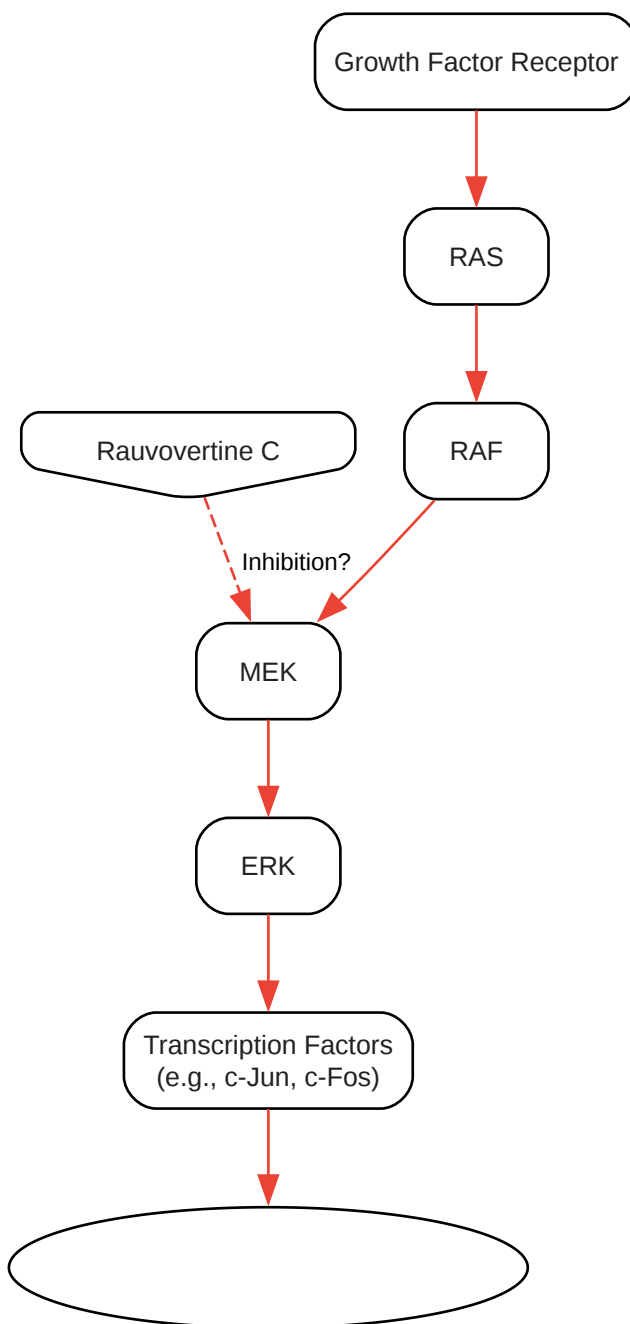 Growth Factor Receptor
RAS
RAF
Rauvovertine C
Inhibition?
MEK
ERK
Transcription Factors
(e.g., c-Jun, c-Fos)